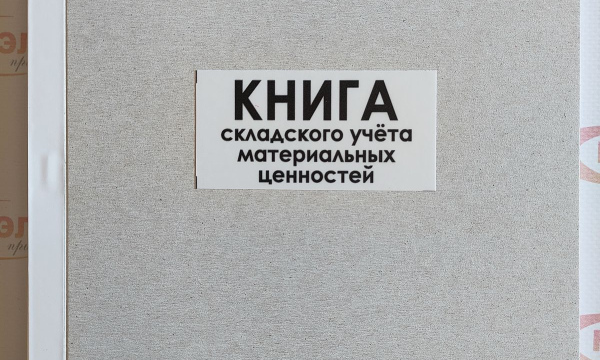 КНИГА
складского учёта
материальных
ценностей